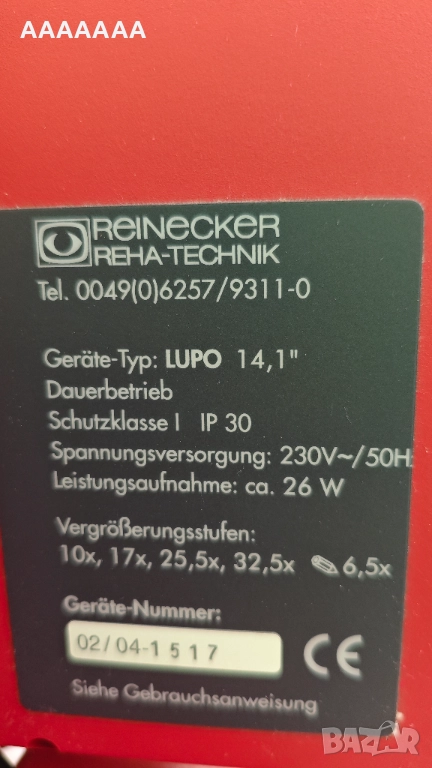 AAAAAAA
REINECKER
REHA-TECHNIK
Tel. 0049(0)6257/9311-0
Geräte-Typ: LUPO 14,1"
Dauerbetrieb
Schutzklasse I IP 30
Spannungsversorgung: 230V~/50H
Leistungsaufnahme: ca. 26 W
Vergrößerungsstufen:
10x, 17x, 25,5x, 32,5x ✎6,5x
Geräte-Nummer:
02/04-1517
CE
Siehe Gebrauchsanweisung
BAZAR